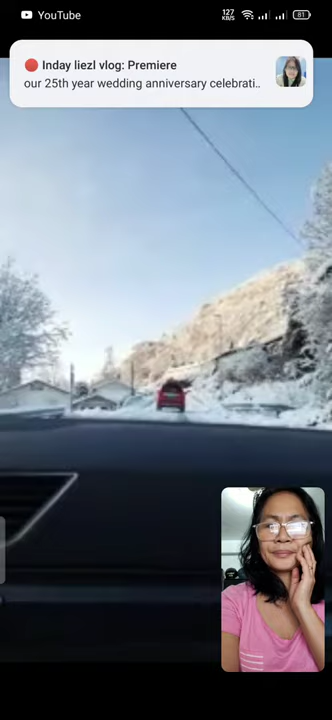 YouTube
127
KB/S
81
Inday liezl vlog: Premiere
our 25th year wedding anniversary celebrati..